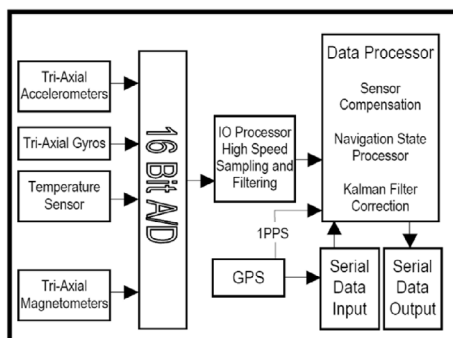 Tri-Axial
Accelerometers
Tri-Axial Gyros
Temperature
Sensor
Tri-Axial
Magnetometers
16 Bit A/D
IO Processor
High Speed
Sampling and
Filtering
1PPS
GPS
Data Processor
Sensor
Compensation
Navigation State
Processor
Kalman Filter
Correction
Serial
Data
Input
Serial
Data
Output